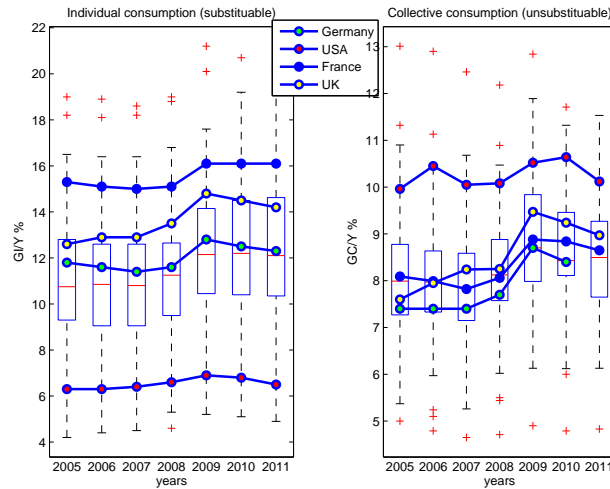 Individual consumption (substituable)
Collective consumption (unsubstituable)
Germany
USA
France
UK
GI/Y %
22
20
18
16
14
12
10
8
6
4
2005 2006 2007 2008 2009 2010 2011
years
GC/Y %
13
12
11
10
9
8
7
6
5
2005 2006 2007 2008 2009 2010 2011
years